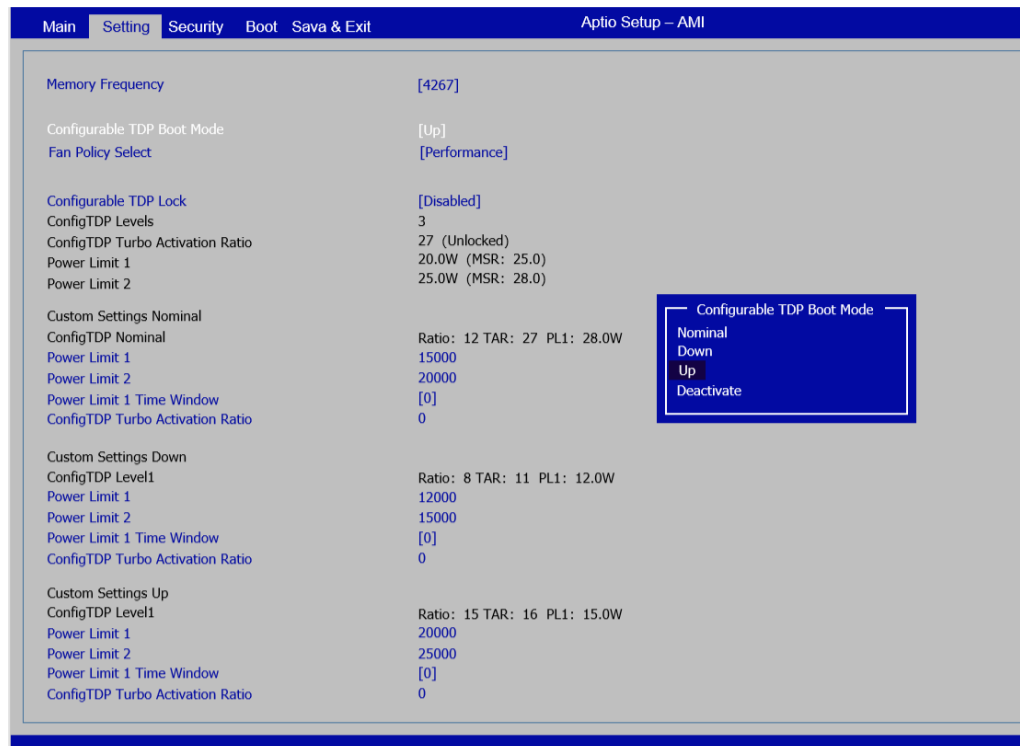 Aptio Setup – AMI
Main Setting Security Boot Sava & Exit
Memory Frequency [4267]
Configurable TDP Boot Mode [Up]
Fan Policy Select [Performance]
Configurable TDP Lock [Disabled]
ConfigTDP Levels 3
ConfigTDP Turbo Activation Ratio 27 (Unlocked)
Power Limit 1 20.0W (MSR: 25.0)
Power Limit 2 25.0W (MSR: 28.0)
Custom Settings Nominal
ConfigTDP Nominal Ratio: 12 TAR: 27 PL1: 28.0W
Power Limit 1 15000
Power Limit 2 20000
Power Limit 1 Time Window [0]
ConfigTDP Turbo Activation Ratio 0
Custom Settings Down
ConfigTDP Level1 Ratio: 8 TAR: 11 PL1: 12.0W
Power Limit 1 12000
Power Limit 2 15000
Power Limit 1 Time Window [0]
ConfigTDP Turbo Activation Ratio 0
Custom Settings Up
ConfigTDP Level1 Ratio: 15 TAR: 16 PL1: 15.0W
Power Limit 1 20000
Power Limit 2 25000
Power Limit 1 Time Window [0]
ConfigTDP Turbo Activation Ratio 0
Configurable TDP Boot Mode
Nominal
Down
Up
Deactivate